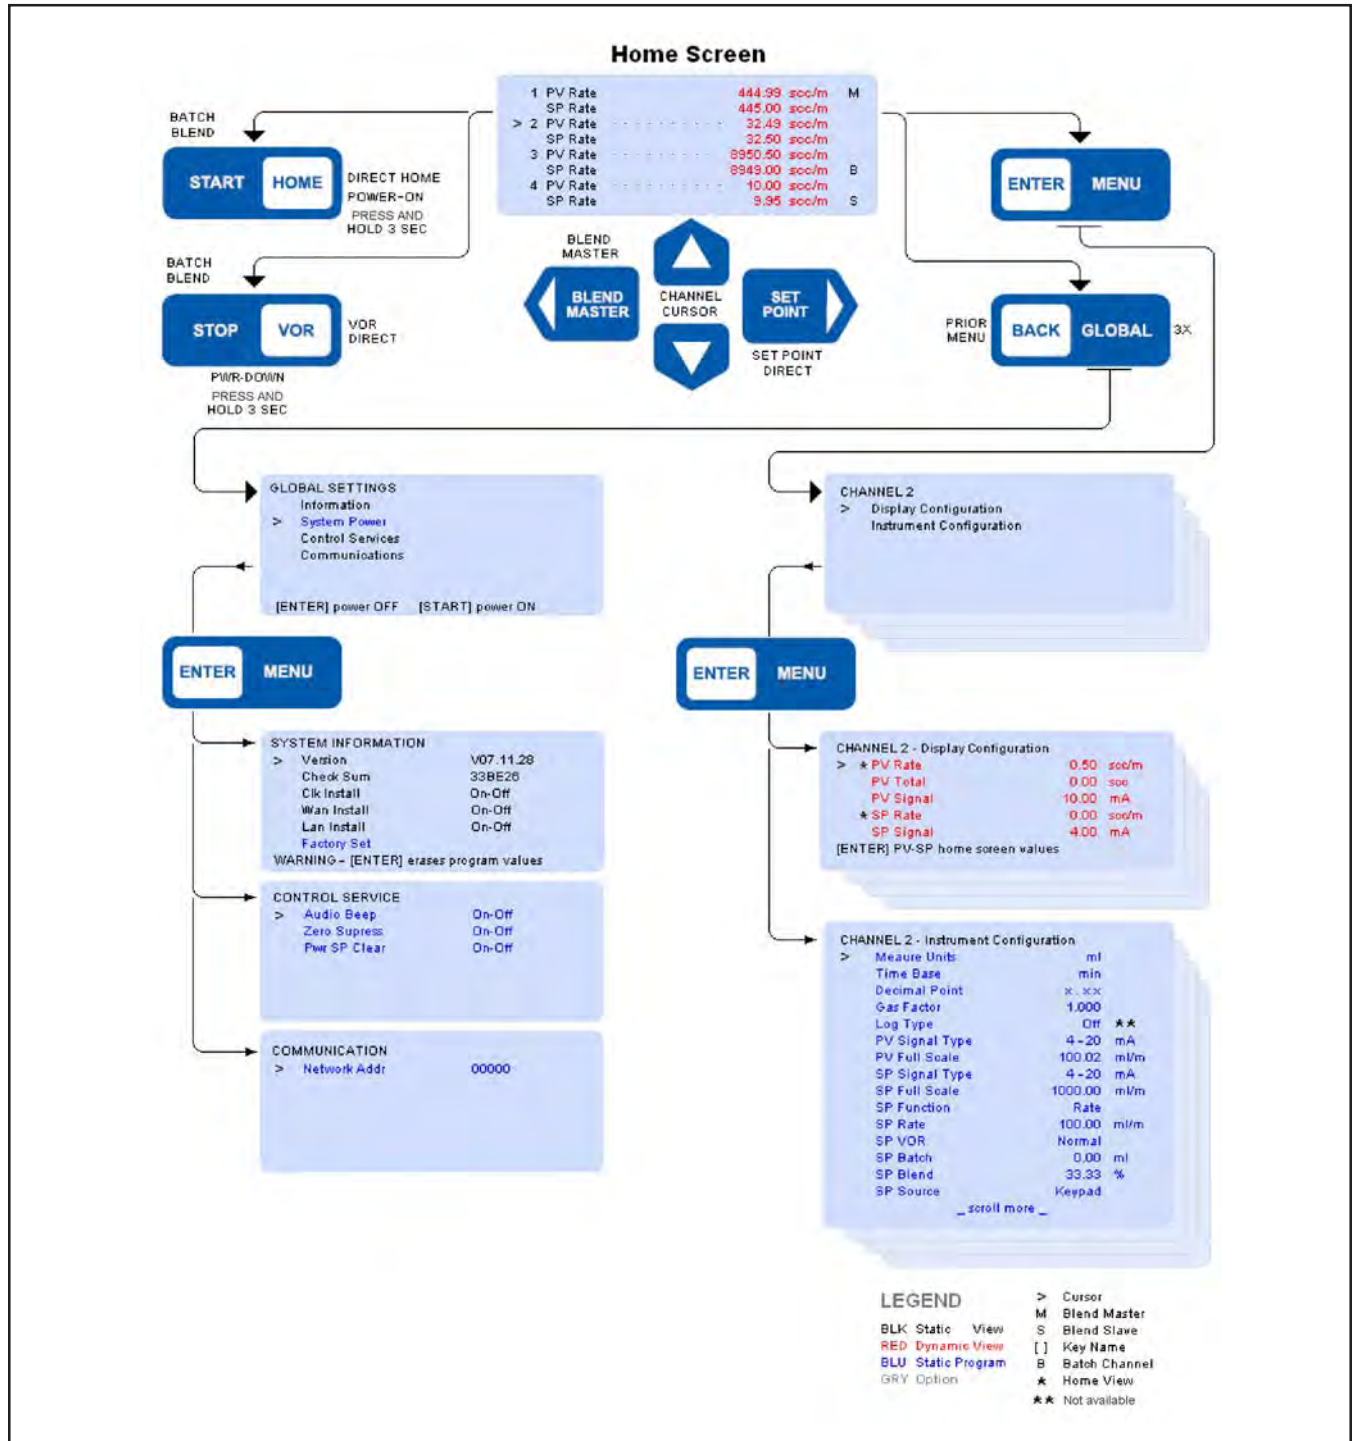 Home Screen
1 PV Rate 444.99 scc/m M
SP Rate 445.00 scc/m
> 2 PV Rate - - - - - - - - - - 32.49 scc/m
SP Rate 32.50 scc/m
3 PV Rate - - - - - - - - - - 8950.50 scc/m
SP Rate 8949.00 scc/m B
4 PV Rate - - - - - - - - - - 10.00 scc/m
SP Rate 9.95 scc/m S
BATCH
BLEND
START HOME
DIRECT HOME
POWER-ON
PRESS AND
HOLD 3 SEC
ENTER MENU
BATCH
BLEND
STOP VOR
VOR
DIRECT
PWR-DOWN
PRESS AND
HOLD 3 SEC
BLEND
MASTER
BLEND
MASTER
CHANNEL
CURSOR
SET
POINT
SET POINT
DIRECT
PRIOR
MENU
BACK GLOBAL
3X
GLOBAL SETTINGS
Information
> System Power
Control Services
Communications
[ENTER] power OFF [START] power ON
ENTER MENU
SYSTEM INFORMATION
> Version V07.11.28
Check Sum 33BE26
Clk Install On-Off
Wan Install On-Off
Lan Install On-Off
Factory Set
WARNING - [ENTER] erases program values
CONTROL SERVICE
> Audio Beep On-Off
Zero Supress On-Off
Pwr SP Clear On-Off
COMMUNICATION
> Network Addr 00000
CHANNEL 2
> Display Configuration
Instrument Configuration
ENTER MENU
CHANNEL 2 - Display Configuration
> * PV Rate 0.50 scc/m
PV Total 0.00 scc
PV Signal 10.00 mA
* SP Rate 0.00 scc/m
SP Signal 4.00 mA
[ENTER] PV-SP home screen values
CHANNEL 2 - Instrument Configuration
> Meaure Units ml
Time Base min
Decimal Point x.xx
Gas Factor 1.000
Log Type Off **
PV Signal Type 4-20 mA
PV Full Scale 100.02 ml/m
SP Signal Type 4-20 mA
SP Full Scale 1000.00 ml/m
SP Function Rate
SP Rate 100.00 ml/m
SP VOR Normal
SP Batch 0.00 ml
SP Blend 33.33 %
SP Source Keypad
_ scroll more _
LEGEND
BLK Static View
RED Dynamic View
BLU Static Program
GRY Option
> Cursor
M Blend Master
S Blend Slave
[ ] Key Name
B Batch Channel
* Home View
** Not available